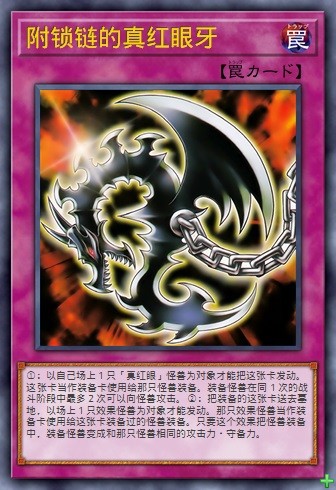 附锁链的真红眼牙
トラップ
罠
【罠カード】
①：以自己场上１只「真红眼」怪兽为对象才能把这张卡发动。
这张卡当作装备卡使用给那只怪兽装备。装备怪兽在同１次的战
斗阶段中最多２次可以向怪兽攻击。②：把装备的这张卡送去墓
地，以场上１只效果怪兽为对象才能发动。那只效果怪兽当作装
备卡使用给这张卡装备过的怪兽装备。只要这个效果把怪兽装备
中，装备怪兽变成和那只怪兽相同的攻击力·守备力。